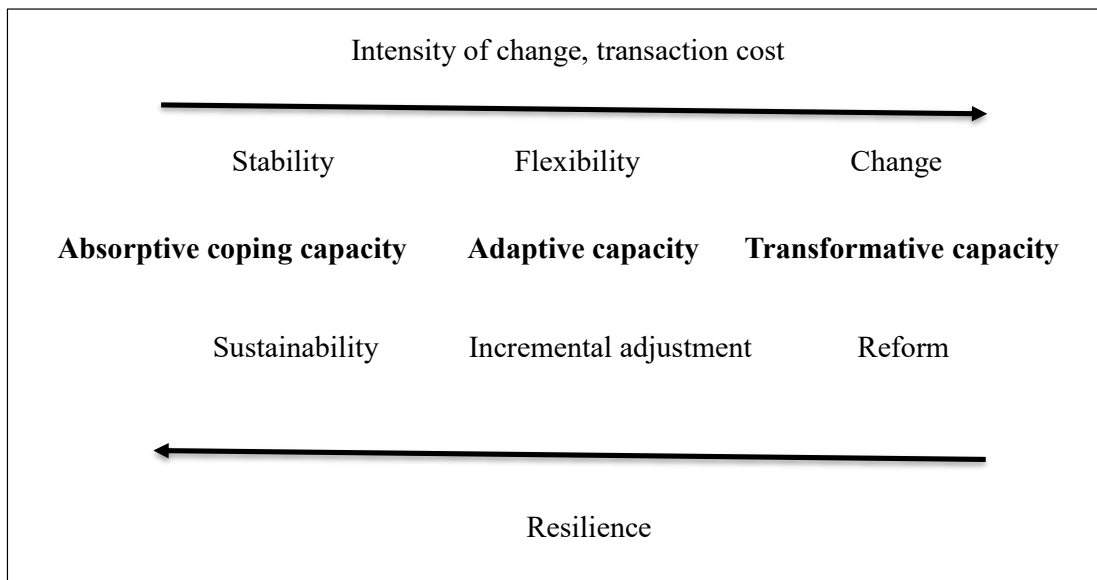 Intensity of change, transaction cost
Stability Flexibility Change
Absorptive coping capacity Adaptive capacity Transformative capacity
Sustainability Incremental adjustment Reform
Resilience